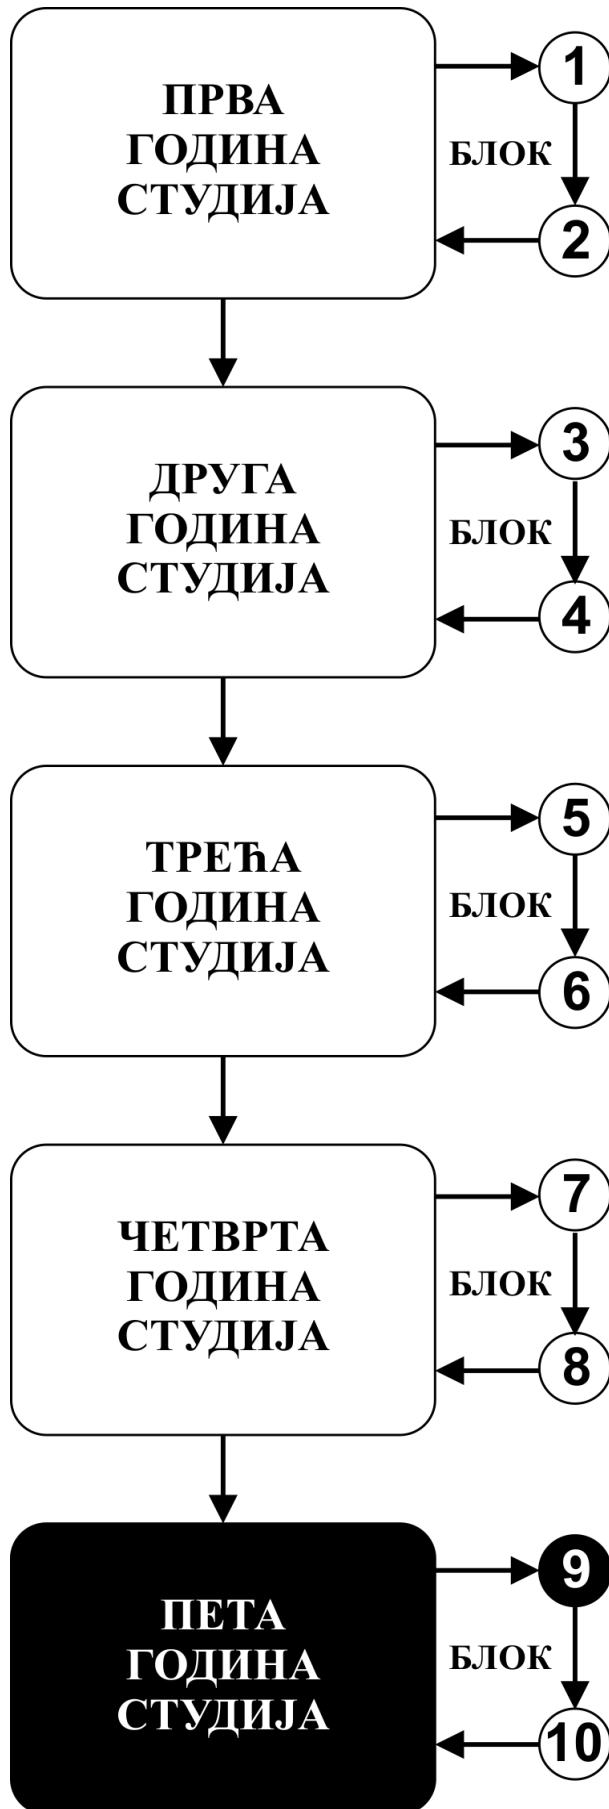 ПРВА
ГОДИНА
СТУДИЈА
1
БЛОК
2
ДРУГА
ГОДИНА
СТУДИЈА
3
БЛОК
4
ТРЕЋА
ГОДИНА
СТУДИЈА
5
БЛОК
6
ЧЕТВРТА
ГОДИНА
СТУДИЈА
7
БЛОК
8
ПЕТА
ГОДИНА
СТУДИЈА
9
БЛОК
10